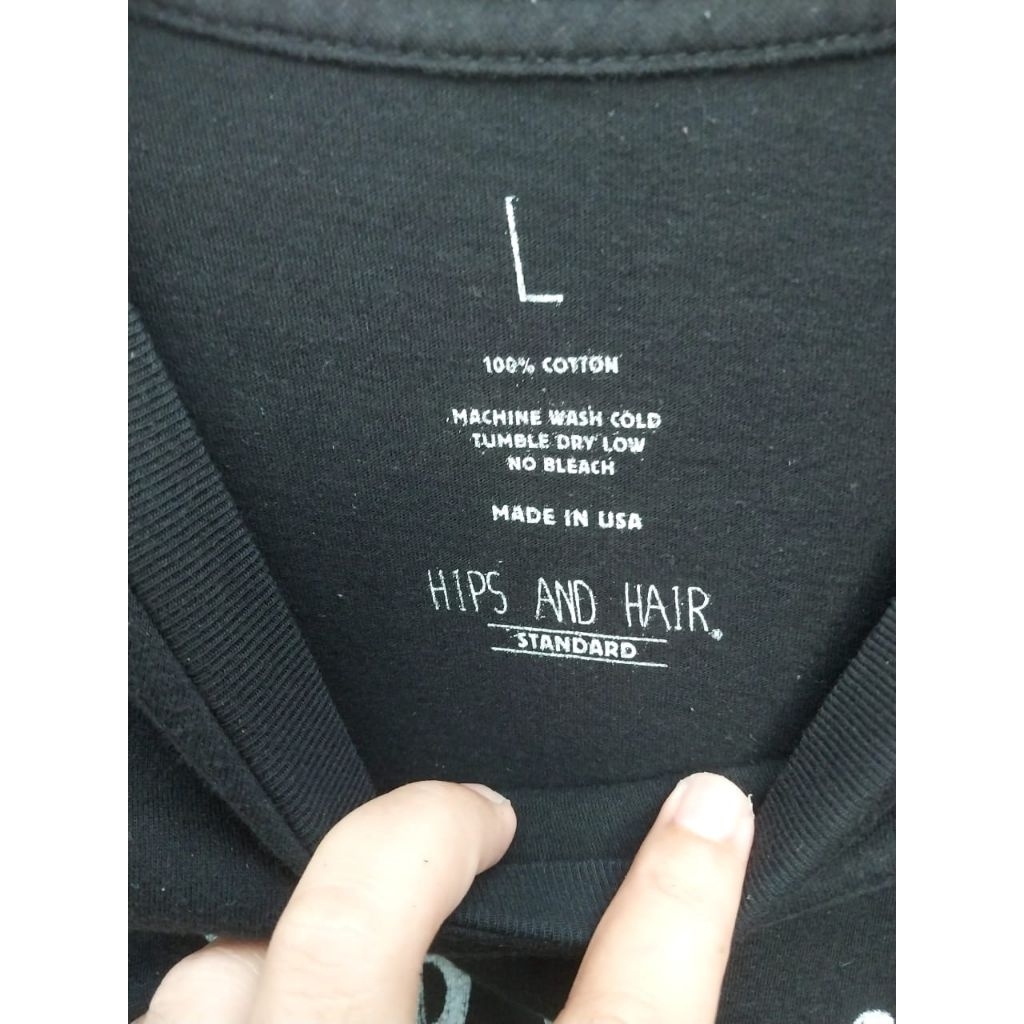 L
100% COTTON
MACHINE WASH COLD
TUMBLE DRY LOW
NO BLEACH
MADE IN USA
HIPS AND HAIR®
STANDARD